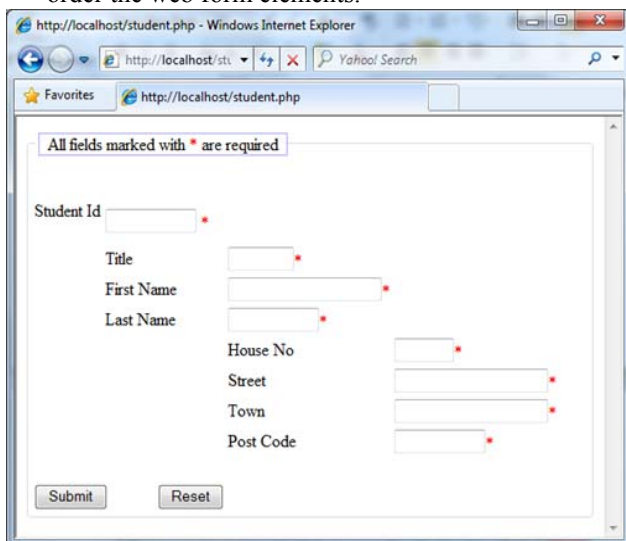 order the web form elements.
http://localhost/student.php - Windows Internet Explorer
http://localhost/stu
Yahoo! Search
Favorites
http://localhost/student.php
All fields marked with * are required
Student Id *
Title *
First Name *
Last Name *
House No *
Street *
Town *
Post Code *
Submit Reset